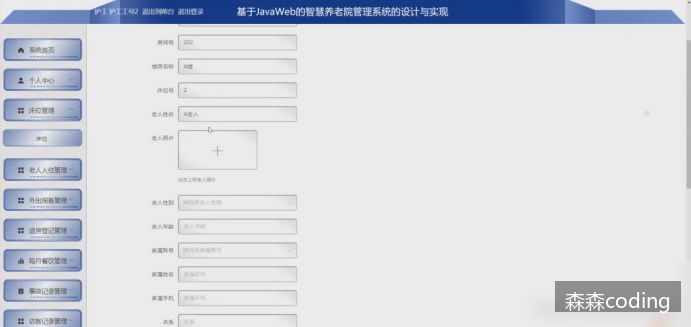 护工 护工工号2 退出到前台 退出登录
基于JavaWeb的智慧养老院管理系统的设计与实现
系统首页
个人中心
床位管理
床位
老人入住管理
外出报备管理
退房登记管理
每月餐饮管理
事故记录管理
访客记录管理
房间号 202
楼房名称 A楼
床位号 2
老人姓名 A老人
老人照片
点击上传老人照片
老人性别 请选择老人性别
老人年龄 老人年龄
家属账号 请选择家属账号
家属姓名 家属姓名
家属手机 家属手机
关系 关系
森森coding